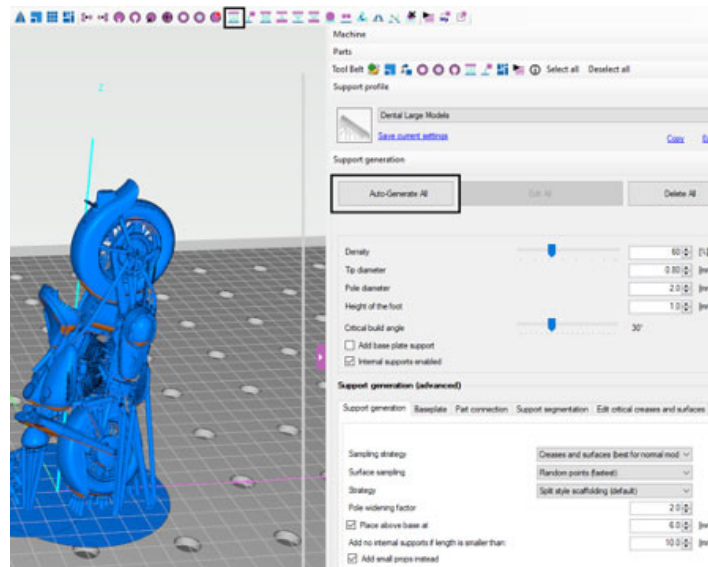 Machine
Parts
Tool Belt Select all Deselect all
Support profile
Z
Dental Large Models
Save current settings Copy
Support generation
Auto-Generate All Edit All Delete All
Density 60
Tip diameter 0.80
Pole diameter 2.0
Height of the foot 1.0
Critical build angle 30°
Add base plate support
Internal supports enabled
Support generation (advanced)
Support generation Baseplate Part connection Support segmentation Edit critical creases and surfaces
Sampling strategy Creases and surfaces (best for normal mod
Surface sampling Random points (fastest)
Strategy Split style scaffolding (default)
Pole widening factor 2.0
Place above base at 6.0
Add no internal supports if length is smaller than: 10.0
Add small props instead